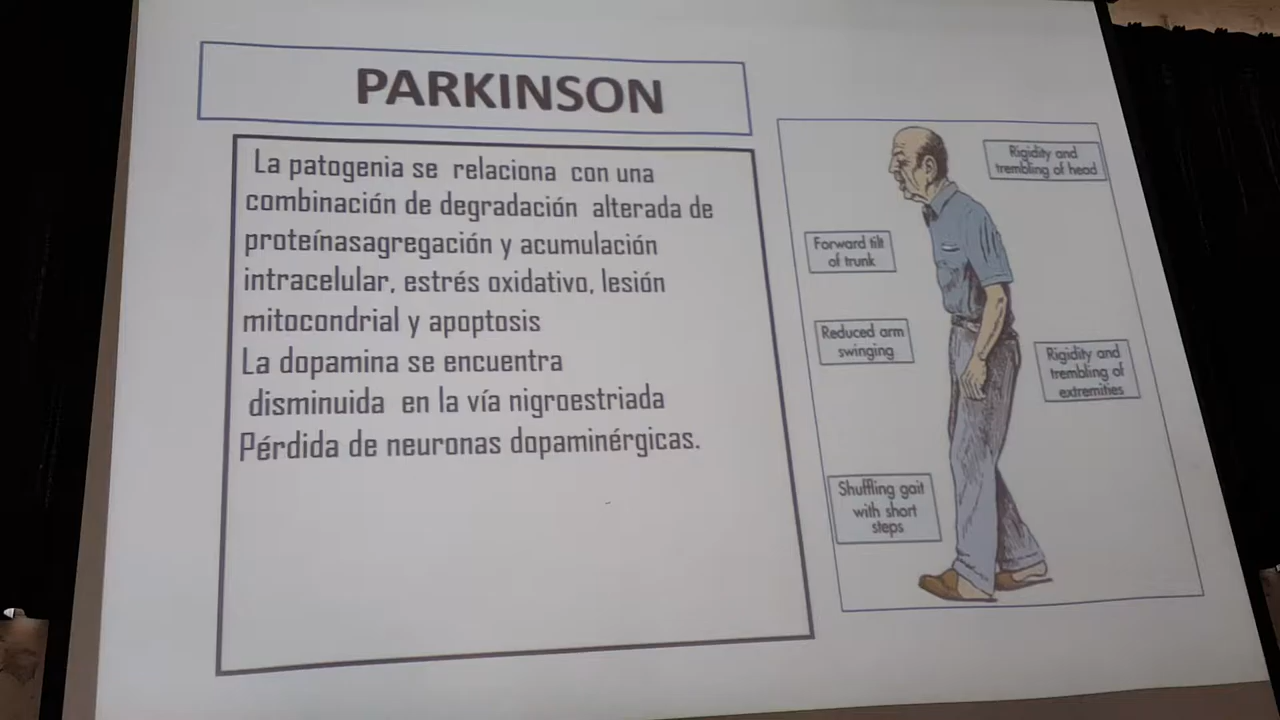 PARKINSON
La patogenia se relaciona con una
combinación de degradación alterada de
proteínasagregación y acumulación
intracelular, estrés oxidativo, lesión
mitocondrial y apoptosis
La dopamina se encuentra
disminuida en la vía nigroestriada
Pérdida de neuronas dopaminérgicas.
Rigidity and
trembling of head
Forward tilt
of trunk
Reduced arm
swinging
Rigidity and
trembling of
extremities
Shuffling gait
with short
steps